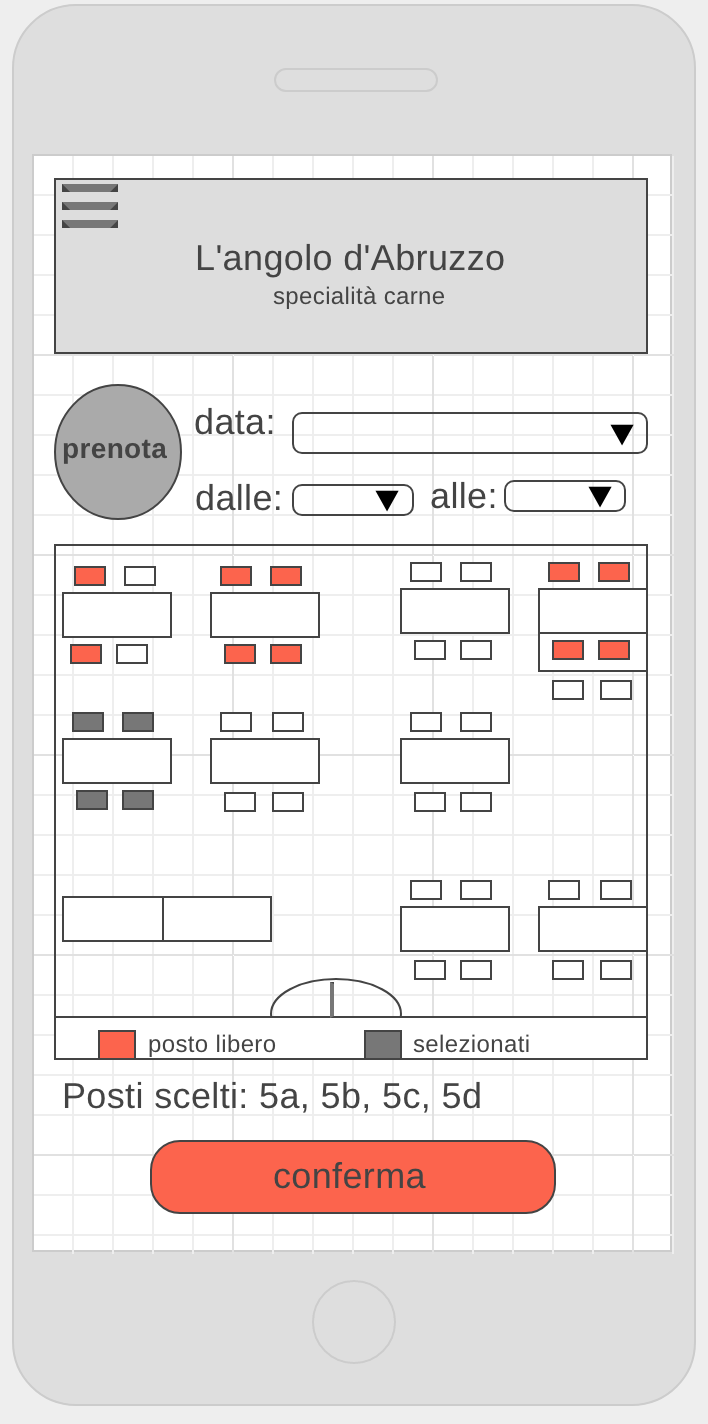 L'angolo d'Abruzzo
specialità carne
prenota
data:
dalle:
alle:
posto libero
selezionati
Posti scelti: 5a, 5b, 5c, 5d
conferma